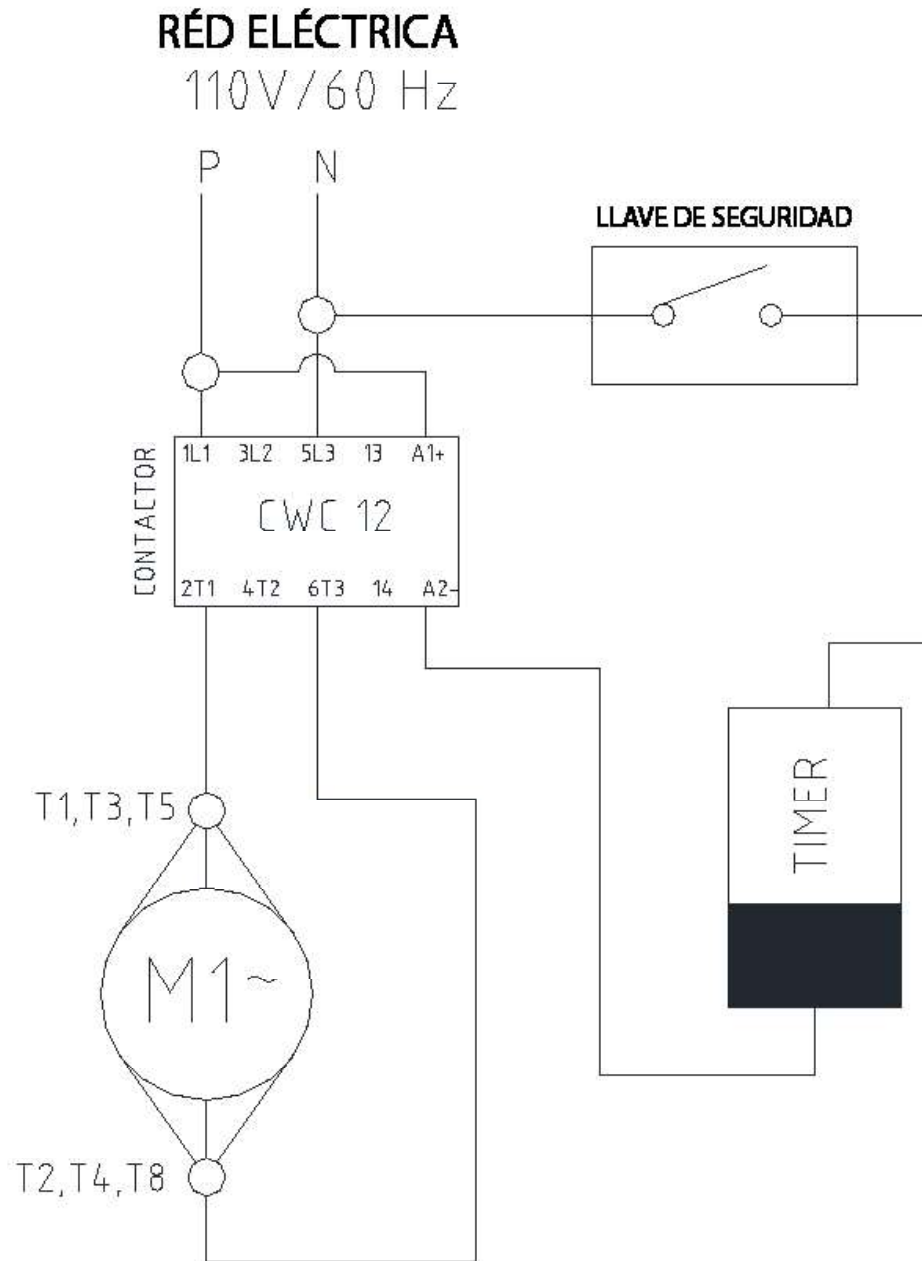 RÉD ELÉCTRICA
110V/60 Hz
P N
LLAVE DE SEGURIDAD
1L1 3L2 5L3 13 A1+
CONTACTOR
CWC 12
2T1 4T2 6T3 14 A2-
TIMER
T1,T3,T5
M1~
T2,T4,T8